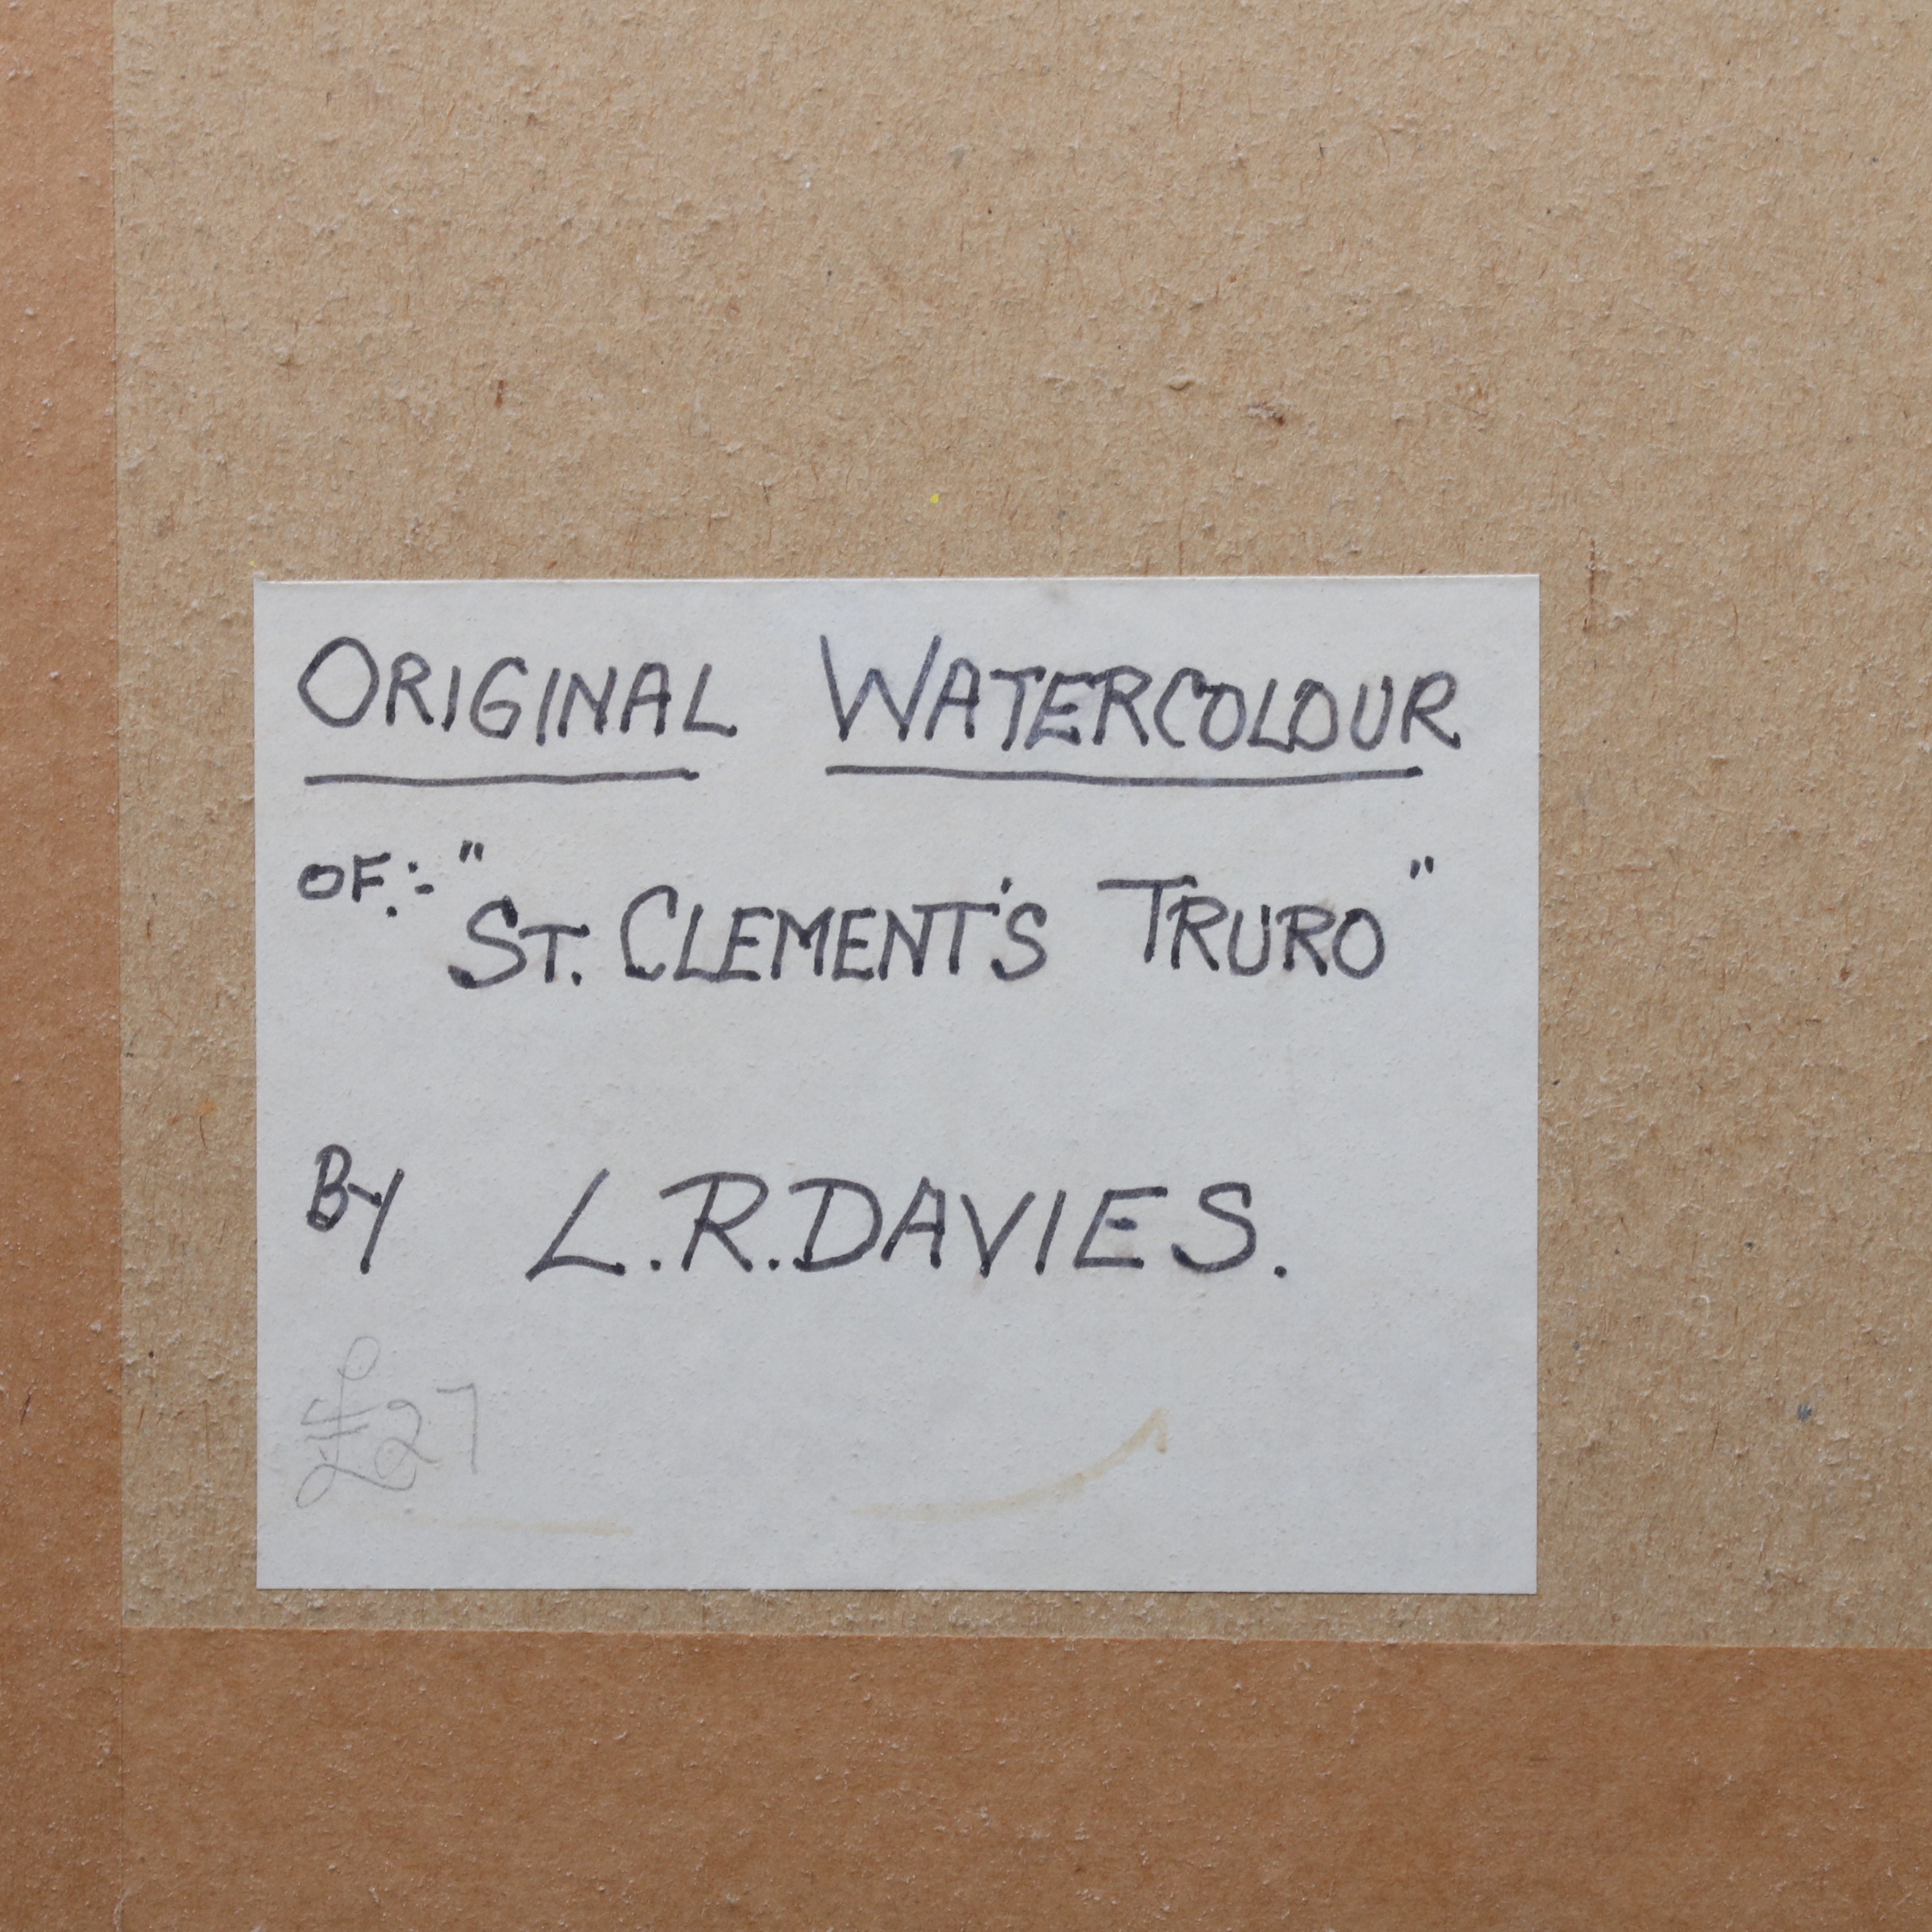 ORIGINAL WATERCOLOUR
OF:- "ST. CLEMENT'S TRURO"
BY L.R.DAVIES.
£27